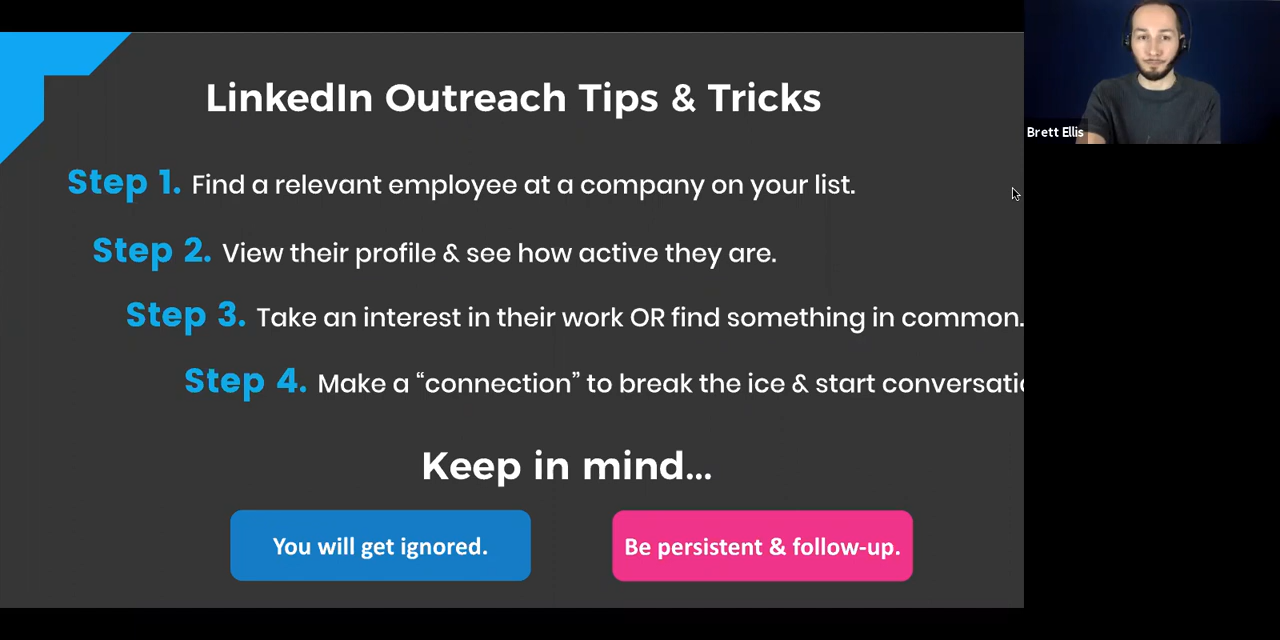 LinkedIn Outreach Tips & Tricks
Step 1. Find a relevant employee at a company on your list.
Step 2. View their profile & see how active they are.
Step 3. Take an interest in their work OR find something in common.
Step 4. Make a “connection” to break the ice & start conversatio
Keep in mind...
You will get ignored.
Be persistent & follow-up.
Brett Ellis